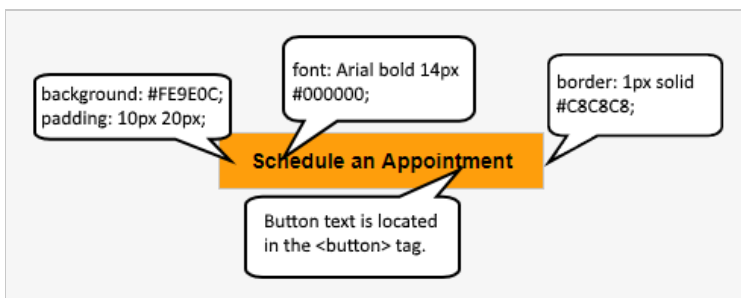 font: Arial bold 14px
#000000;
background: #FE9E0C;
padding: 10px 20px;
border: 1px solid
#C8C8C8;
Schedule an Appointment
Button text is located
in the <button> tag.